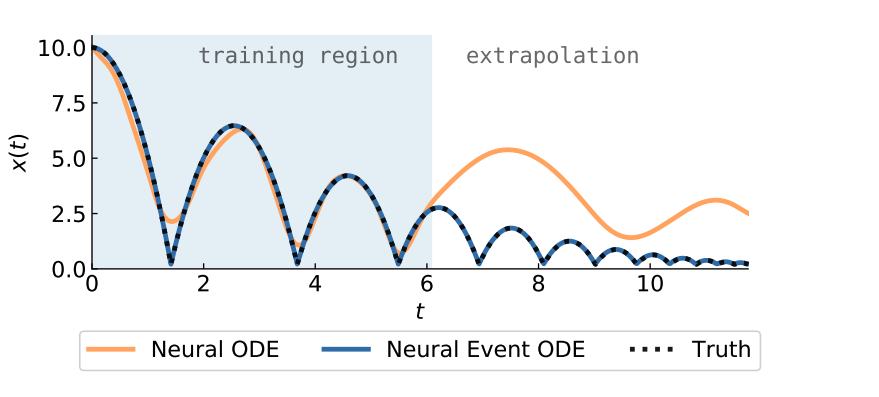 training region extrapolation
10.0
7.5
5.0
2.5
0.0
x(t)
0 2 4 6 8 10
t
Neural ODE Neural Event ODE Truth